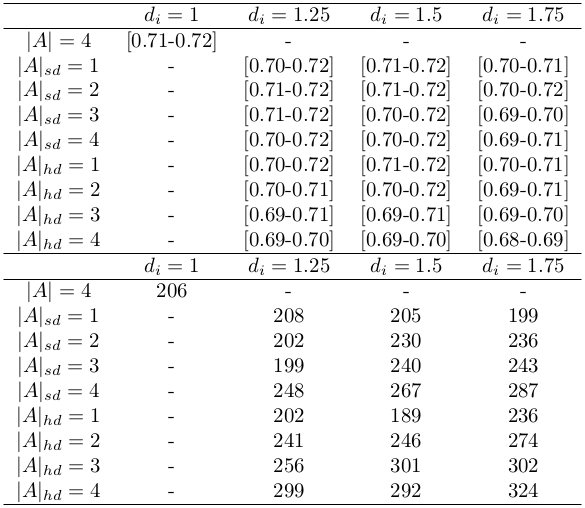 d_i = 1 d_i = 1.25 d_i = 1.5 d_i = 1.75
|A| = 4 [0.71-0.72] - - -
|A|_{sd} = 1 - [0.70-0.72] [0.71-0.72] [0.70-0.71]
|A|_{sd} = 2 - [0.71-0.72] [0.71-0.72] [0.70-0.72]
|A|_{sd} = 3 - [0.71-0.72] [0.70-0.72] [0.69-0.70]
|A|_{sd} = 4 - [0.70-0.72] [0.70-0.72] [0.69-0.71]
|A|_{hd} = 1 - [0.70-0.72] [0.71-0.72] [0.70-0.71]
|A|_{hd} = 2 - [0.70-0.71] [0.70-0.72] [0.69-0.71]
|A|_{hd} = 3 - [0.69-0.71] [0.69-0.71] [0.69-0.70]
|A|_{hd} = 4 - [0.69-0.70] [0.69-0.70] [0.68-0.69]
d_i = 1 d_i = 1.25 d_i = 1.5 d_i = 1.75
|A| = 4 206 - - -
|A|_{sd} = 1 - 208 205 199
|A|_{sd} = 2 - 202 230 236
|A|_{sd} = 3 - 199 240 243
|A|_{sd} = 4 - 248 267 287
|A|_{hd} = 1 - 202 189 236
|A|_{hd} = 2 - 241 246 274
|A|_{hd} = 3 - 256 301 302
|A|_{hd} = 4 - 299 292 324